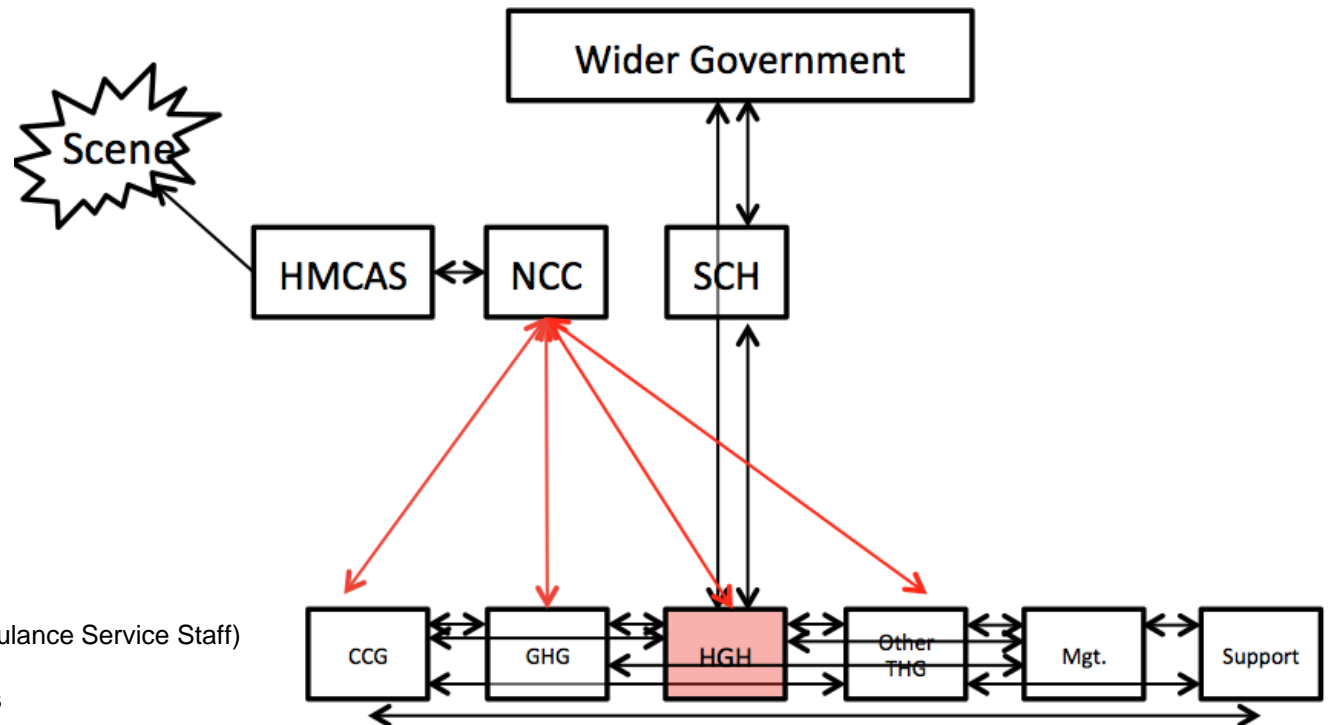 Wider Government
Scene
HMCAS
NCC
SCH
ulance Service Staff)
CCG
GHG
HGH
Other
THG
Mgt.
Support
s